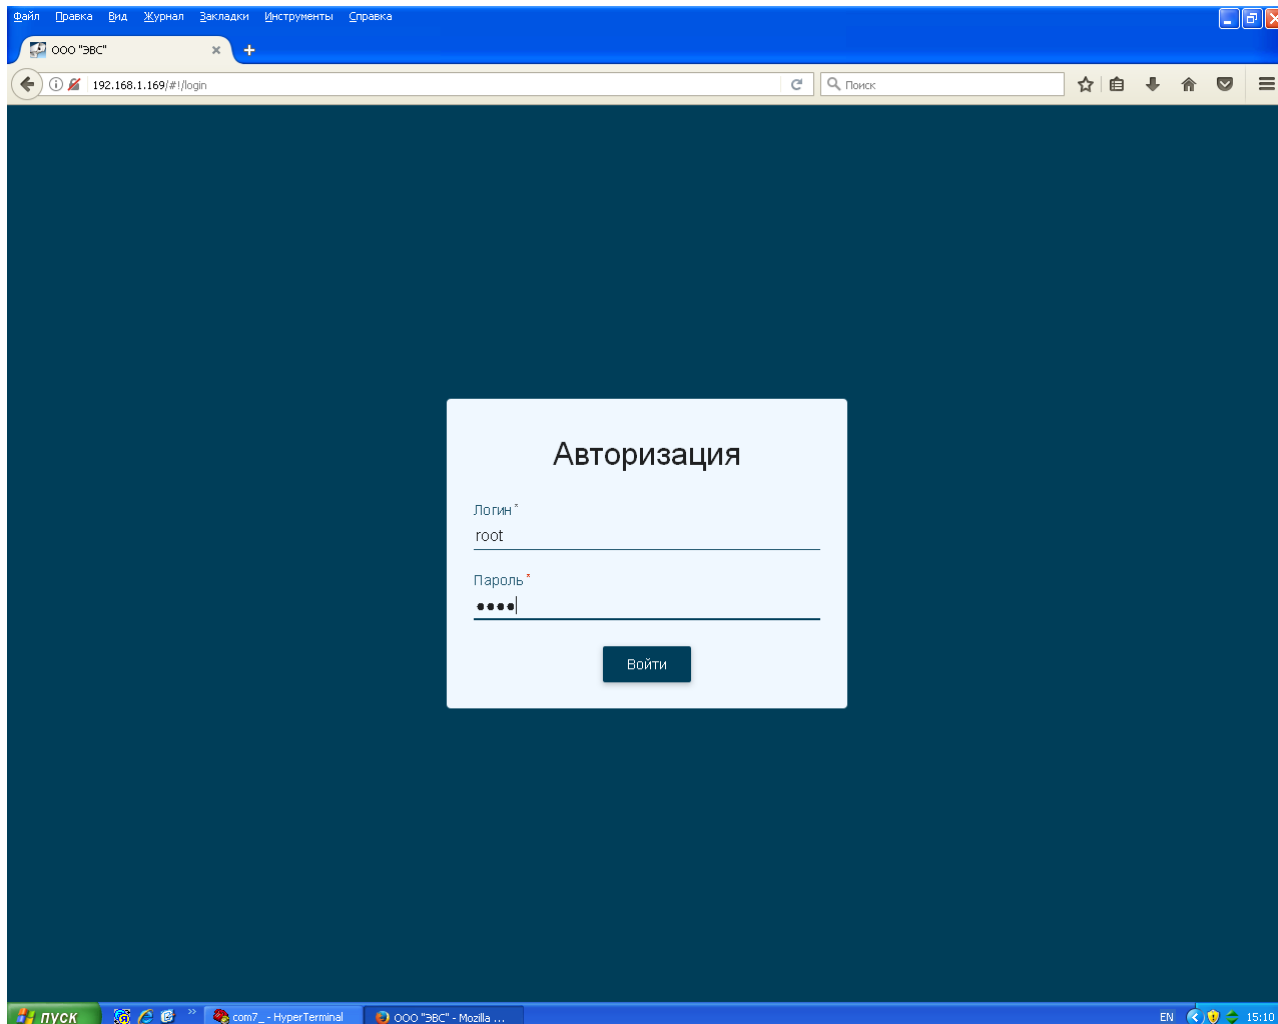 Файл Правка Вид Журнал Закладки Инструменты Справка
ООО "ЭВС"
192.168.1.169/#!/login
Поиск
Авторизация
Логин*
root
Пароль*
••••
Войти
пуск
com7_ - HyperTerminal
ООО "ЭВС" - Mozilla ...
EN
15:10